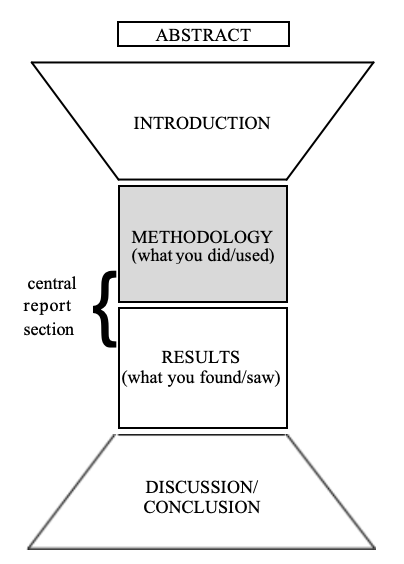 ABSTRACT
INTRODUCTION
METHODOLOGY
(what you did/used)
central
report
section
RESULTS
(what you found/saw)
DISCUSSION/
CONCLUSION